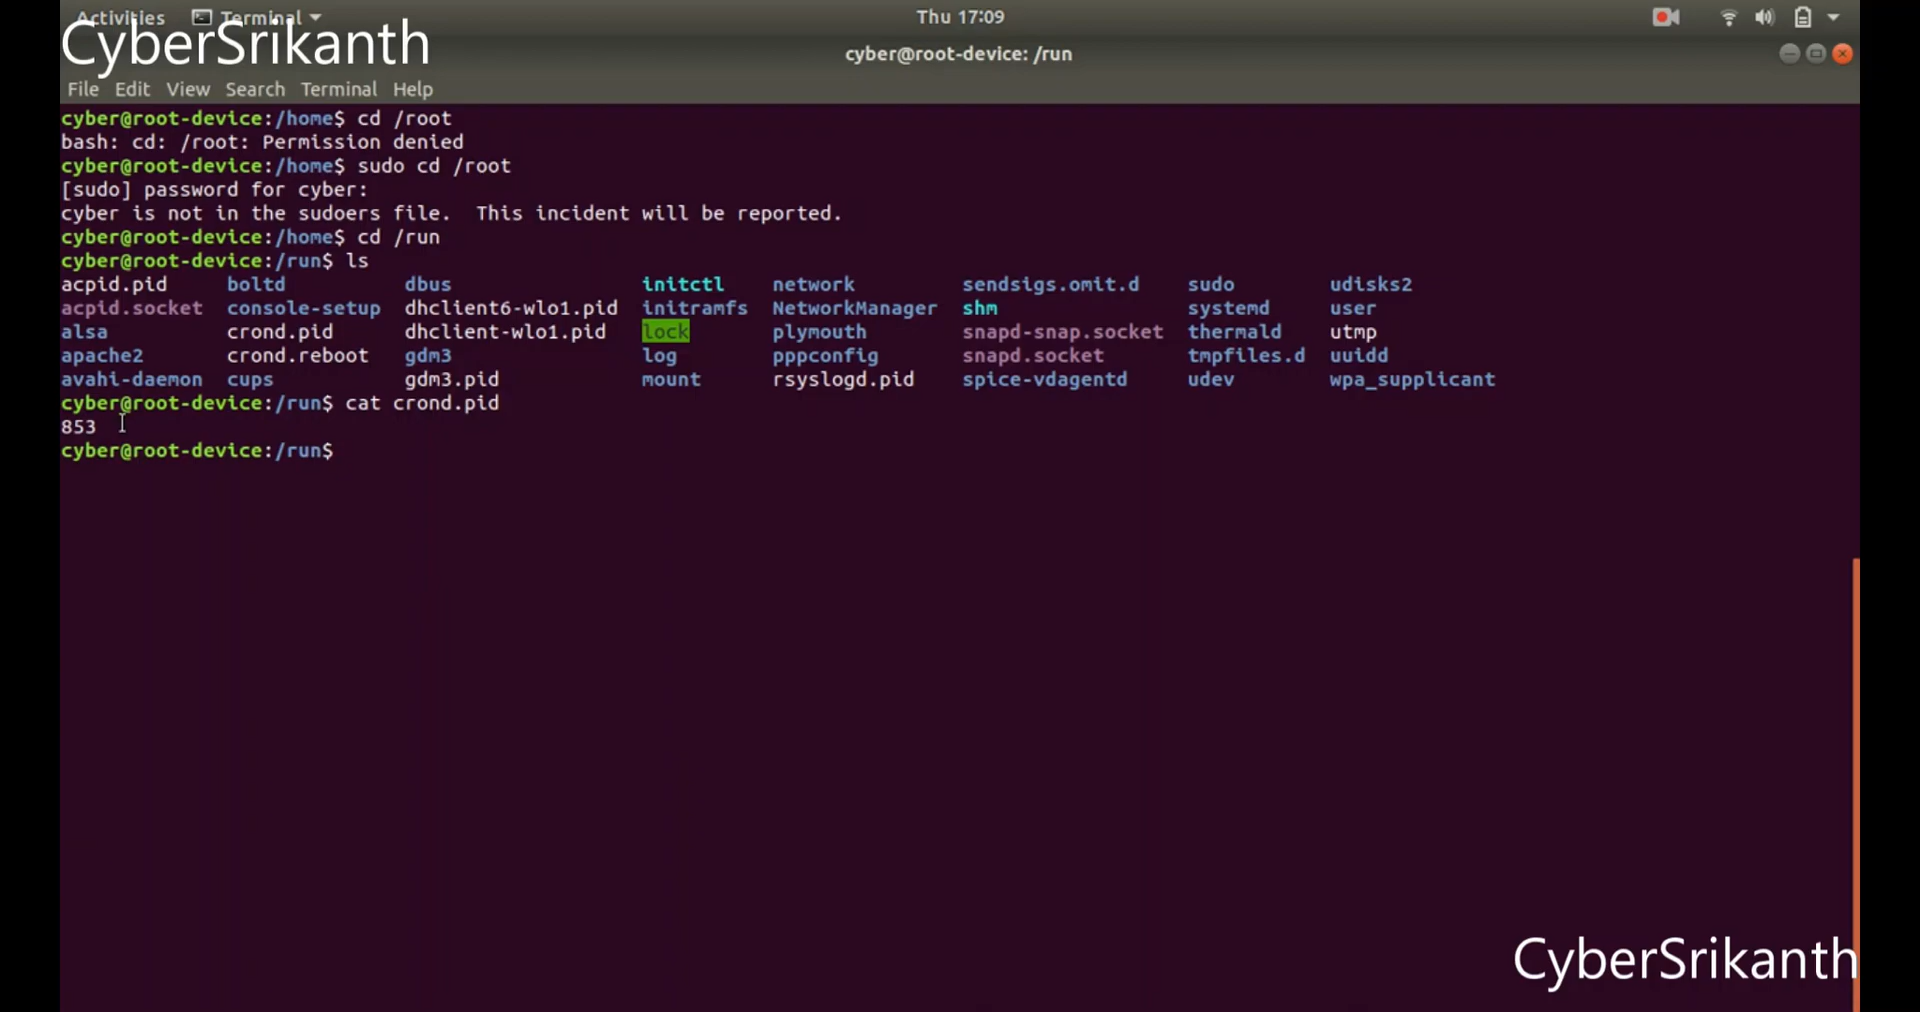 Activities Terminal Thu 17:09
CyberSrikanth
cyber@root-device: /run
File Edit View Search Terminal Help
cyber@root-device:/home$ cd /root
bash: cd: /root: Permission denied
cyber@root-device:/home$ sudo cd /root
[sudo] password for cyber:
cyber is not in the sudoers file.  This incident will be reported.
cyber@root-device:/home$ cd /run
cyber@root-device:/run$ ls
acpid.pid boltd dbus initctl network sendsigs.omit.d sudo udisks2
acpid.socket console-setup dhclient6-wlo1.pid initramfs NetworkManager shm systemd user
alsa crond.pid dhclient-wlo1.pid lock plymouth snapd-snap.socket thermald utmp
apache2 crond.reboot gdm3 log pppconfig snapd.socket tmpfiles.d uuidd
avahi-daemon cups gdm3.pid mount rsyslogd.pid spice-vdagentd udev wpa_supplicant
cyber@root-device:/run$ cat crond.pid
853
cyber@root-device:/run$
CyberSrikanth